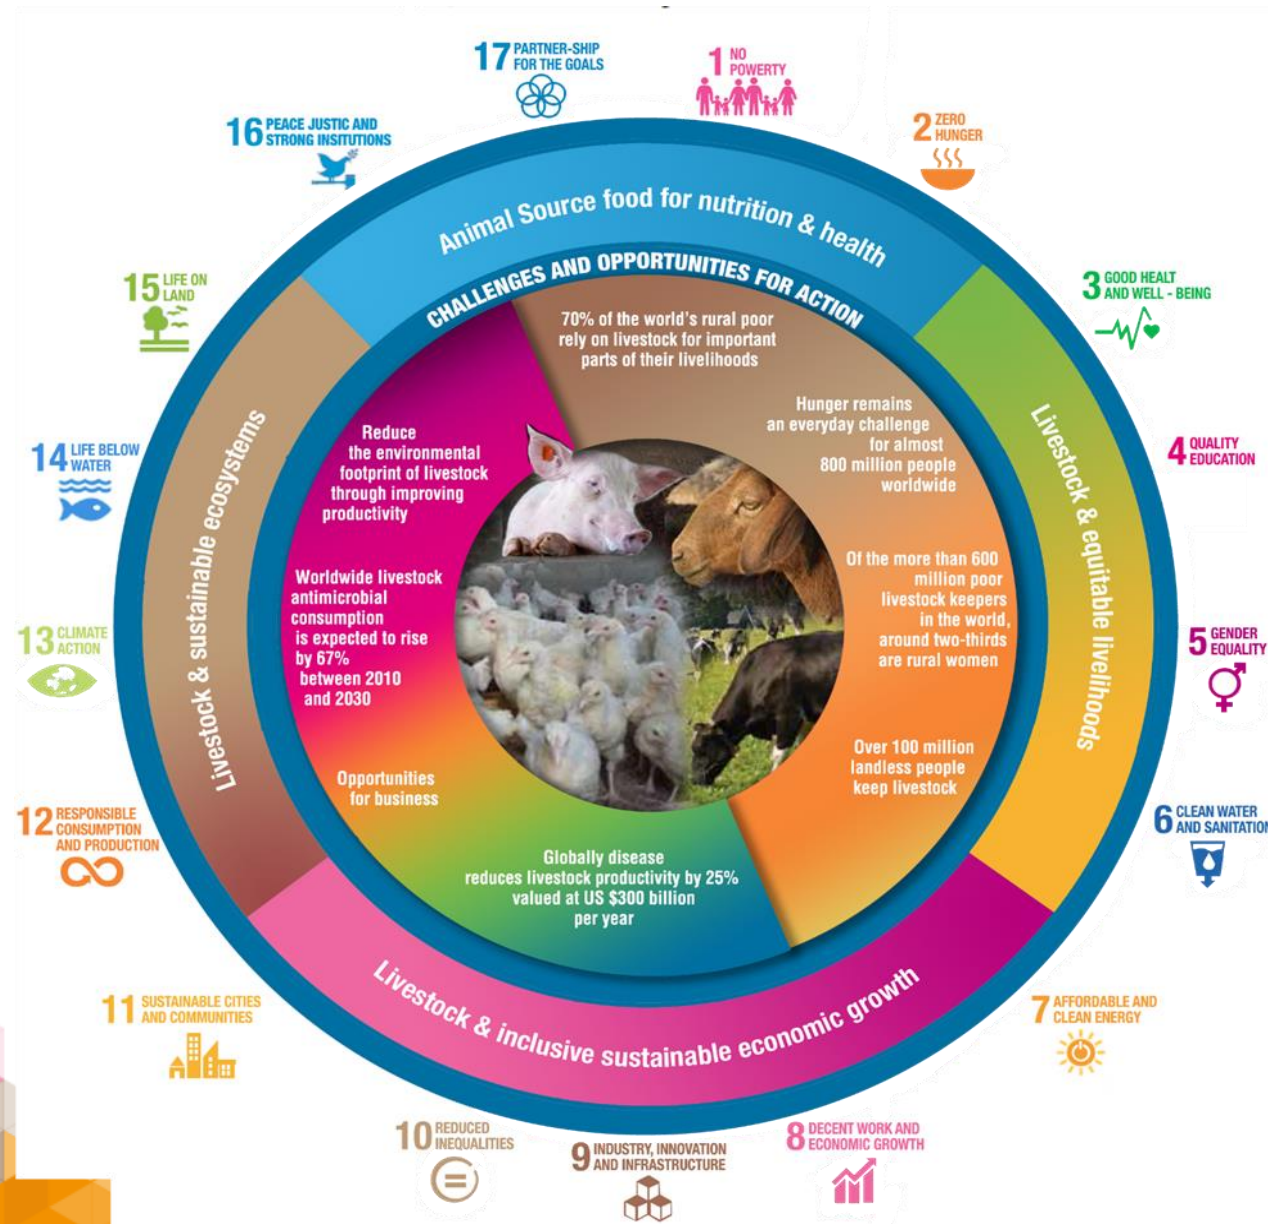 17 PARTNER-SHIP
FOR THE GOALS
1 NO
POWERTY
2 ZERO
HUNGER
3 GOOD HEALT
AND WELL - BEING
4 QUALITY
EDUCATION
5 GENDER
EQUALITY
6 CLEAN WATER
AND SANITATION
7 AFFORDABLE AND
CLEAN ENERGY
8 DECENT WORK AND
ECONOMIC GROWTH
9 INDUSTRY, INNOVATION
AND INFRASTRUCTURE
10 REDUCED
INEQUALITIES
11 SUSTAINABLE CITIES
AND COMMUNITIES
12 RESPONSIBLE
CONSUMPTION
AND PRODUCTION
13 CLIMATE
ACTION
14 LIFE BELOW
WATER
15 LIFE ON
LAND
16 PEACE JUSTIC AND
STRONG INSITUTIONS
Animal Source food for nutrition & health
Livestock & equitable livelihoods
Livestock & inclusive sustainable economic growth
Livestock & sustainable ecosystems
CHALLENGES AND OPPORTUNITIES FOR ACTION
70% of the world's rural poor
rely on livestock for important
parts of their livelihoods
Hunger remains
an everyday challenge
for almost
800 million people
worldwide
Of the more than 600
million poor
livestock keepers
in the world,
around two-thirds
are rural women
Over 100 million
landless people
keep livestock
Globally disease
reduces livestock productivity by 25%
valued at US $300 billion
per year
Opportunities
for business
Worldwide livestock
antimicrobial
consumption
is expected to rise
by 67%
between 2010
and 2030
Reduce
the environmental
footprint of livestock
through improving
productivity